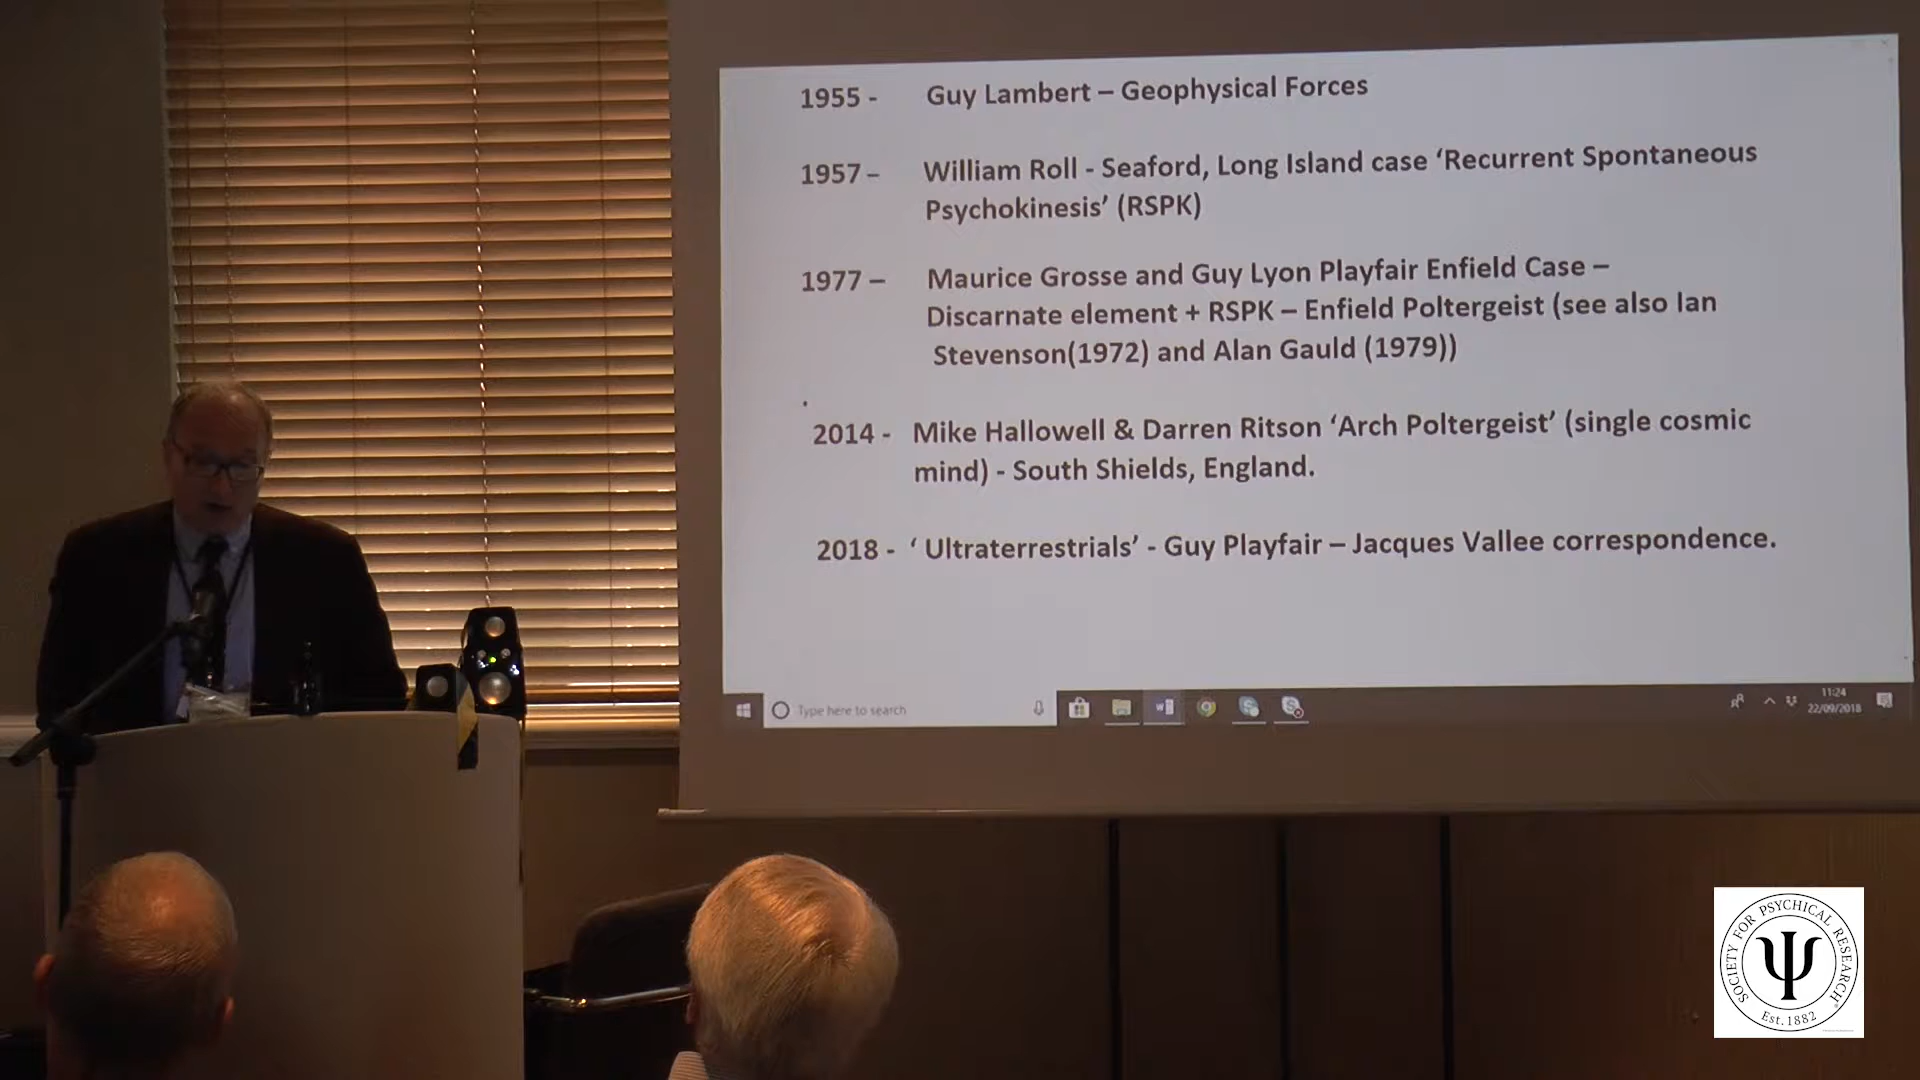 1955 - Guy Lambert – Geophysical Forces
1957 – William Roll - Seaford, Long Island case ‘Recurrent Spontaneous
Psychokinesis’ (RSPK)
1977 – Maurice Grosse and Guy Lyon Playfair Enfield Case –
Discarnate element + RSPK – Enfield Poltergeist (see also Ian
Stevenson(1972) and Alan Gauld (1979))
.
2014 - Mike Hallowell & Darren Ritson ‘Arch Poltergeist’ (single cosmic
mind) - South Shields, England.
2018 - ‘ Ultraterrestrials’ - Guy Playfair – Jacques Vallee correspondence.
Type here to search
11:24
22/09/2018
SOCIETY FOR PSYCHICAL RESEARCH
Ψ
Est. 1882